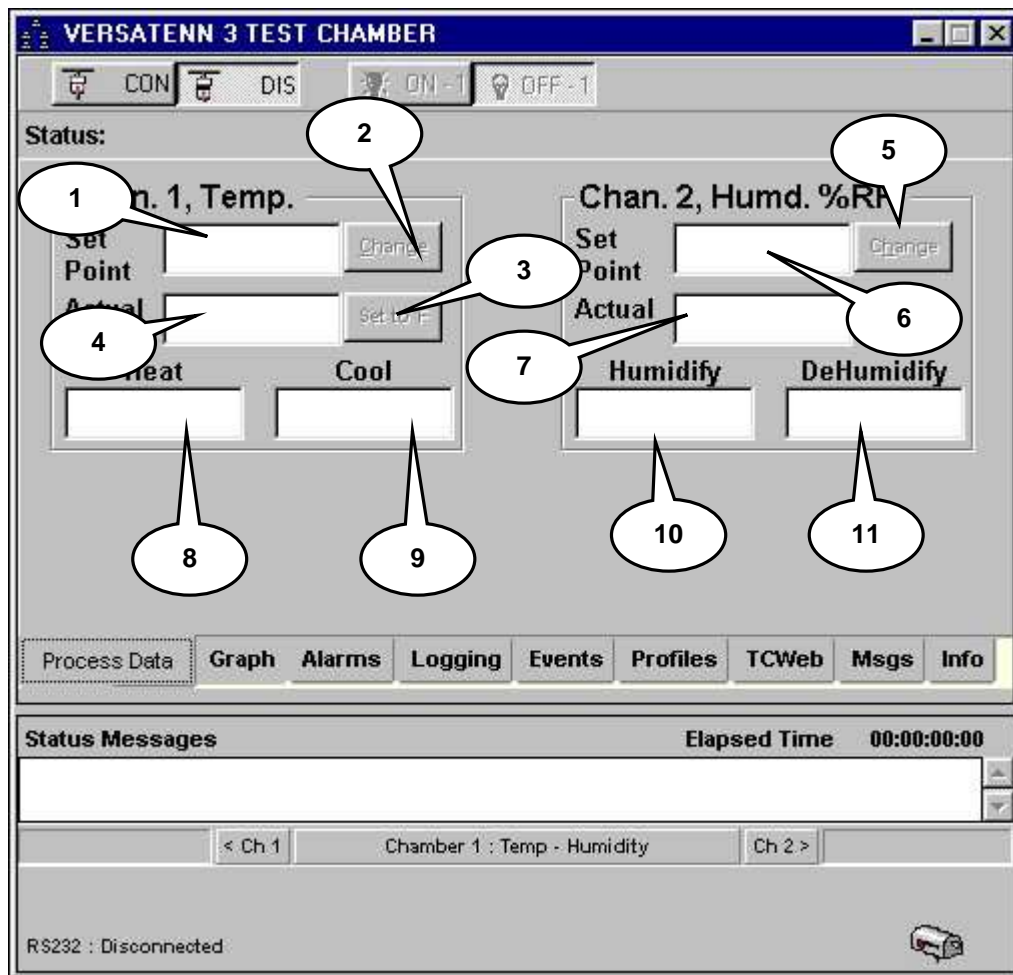 VERSATENN 3 TEST CHAMBER
CON DIS ON - 1 OFF - 1
Status:
2
5
1
n. 1, Temp.
Chan. 2, Humd. %RH
Set Point
Change
Set Point
Change
3
6
Actual
Set to F
Actual
4
7
Heat
Cool
Humidify
DeHumidify
8
9
10
11
Process Data Graph Alarms Logging Events Profiles TCWeb Msgs Info
Status Messages
Elapsed Time 00:00:00:00
< Ch 1
Chamber 1 : Temp - Humidity
Ch 2 >
RS232 : Disconnected